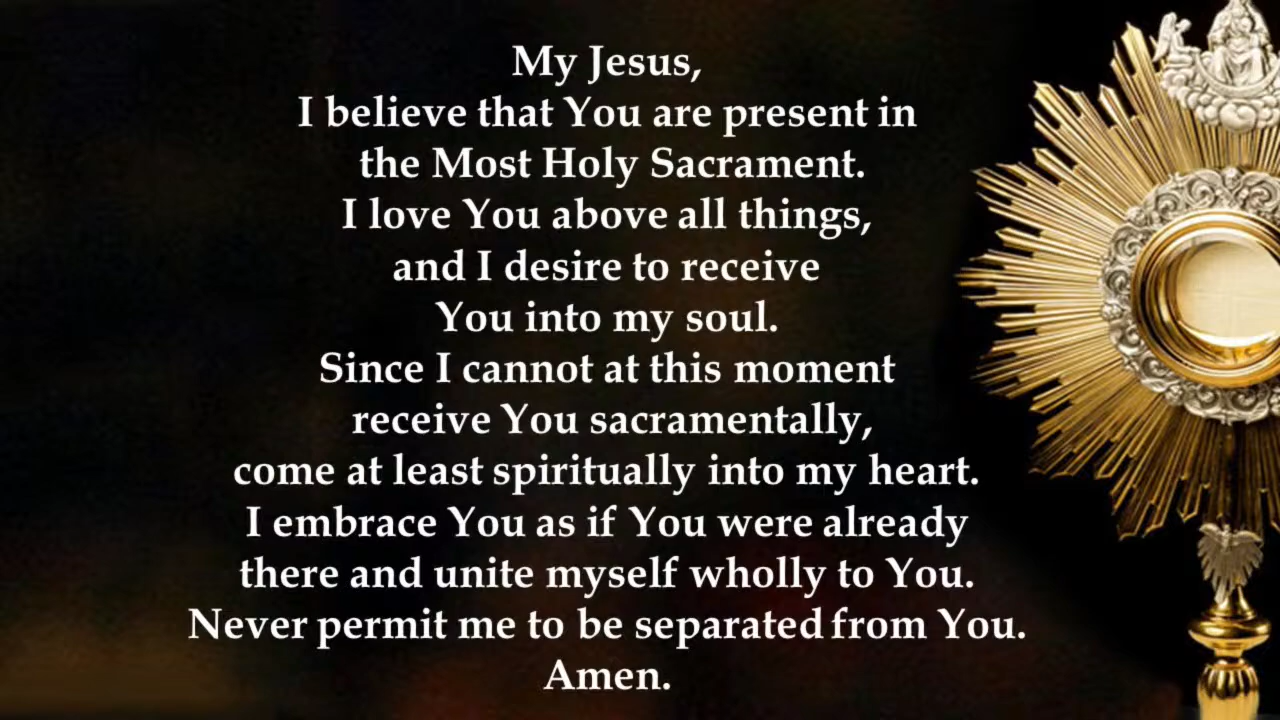 My Jesus,
I believe that You are present in
the Most Holy Sacrament.
I love You above all things,
and I desire to receive
You into my soul.
Since I cannot at this moment
receive You sacramentally,
come at least spiritually into my heart.
I embrace You as if You were already
there and unite myself wholly to You.
Never permit me to be separated from You.
Amen.